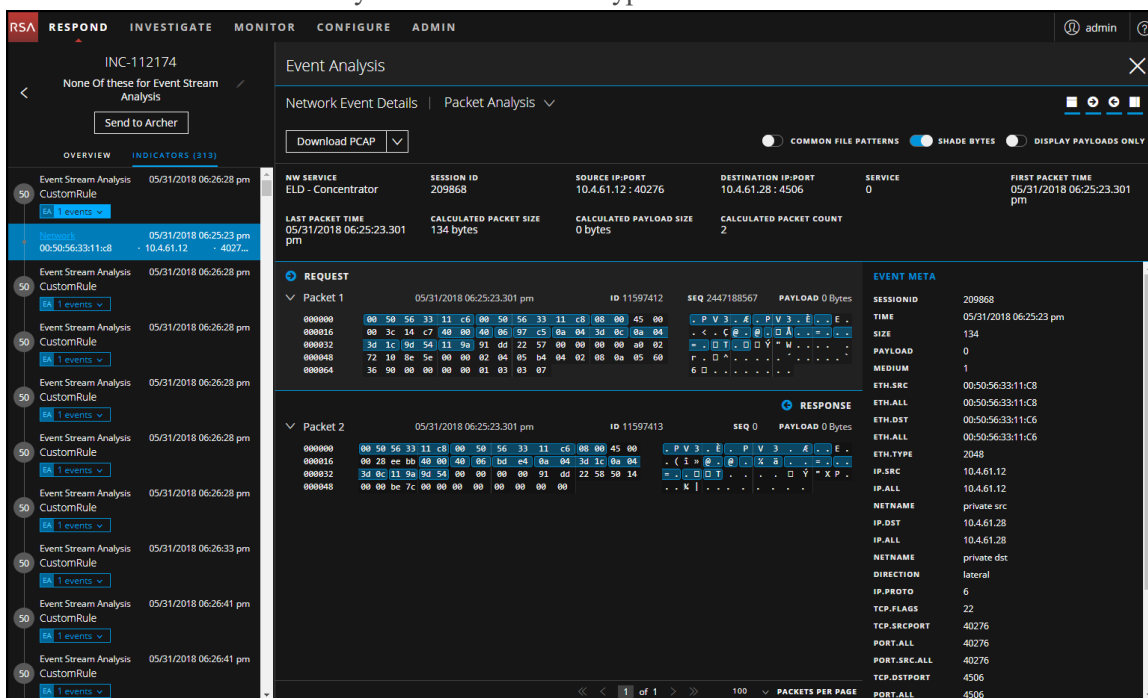 RSA RESPOND INVESTIGATE MONITOR CONFIGURE ADMIN admin
INC-112174
None Of these for Event Stream
Analysis
Send to Archer
OVERVIEW INDICATORS (313)
Event Stream Analysis 05/31/2018 06:26:28 pm
50 CustomRule
EA 1 events
Network 05/31/2018 06:25:23 pm
00:50:56:33:11:c8 · 10.4.61.12 · 4027...
Event Stream Analysis 05/31/2018 06:26:28 pm
50 CustomRule
EA 1 events
Event Stream Analysis 05/31/2018 06:26:28 pm
50 CustomRule
EA 1 events
Event Stream Analysis 05/31/2018 06:26:28 pm
50 CustomRule
EA 1 events
Event Stream Analysis 05/31/2018 06:26:28 pm
50 CustomRule
EA 1 events
Event Stream Analysis 05/31/2018 06:26:28 pm
50 CustomRule
EA 1 events
Event Stream Analysis 05/31/2018 06:26:33 pm
50 CustomRule
EA 1 events
Event Stream Analysis 05/31/2018 06:26:41 pm
50 CustomRule
EA 1 events
Event Stream Analysis 05/31/2018 06:26:41 pm
50 CustomRule
Event Analysis
Network Event Details | Packet Analysis
Download PCAP COMMON FILE PATTERNS SHADE BYTES DISPLAY PAYLOADS ONLY
NW SERVICE SESSION ID SOURCE IP:PORT DESTINATION IP:PORT SERVICE FIRST PACKET TIME
ELD - Concentrator 209868 10.4.61.12 : 40276 10.4.61.28 : 4506 0 05/31/2018 06:25:23.301
pm
LAST PACKET TIME CALCULATED PACKET SIZE CALCULATED PAYLOAD SIZE CALCULATED PACKET COUNT
05/31/2018 06:25:23.301 134 bytes 0 bytes 2
pm
REQUEST
Packet 1 05/31/2018 06:25:23.301 pm ID 11597412 SEQ 2447188567 PAYLOAD 0 Bytes
000000 00 50 56 33 11 c6 00 50 56 33 11 c8 08 00 45 00 . P V 3 . Æ . P V 3 . È . . E .
000016 00 3c 14 c7 40 00 40 06 97 c5 0a 04 3d 0c 0a 04
000032 3d 1c 9d 54 11 9a 91 dd 22 57 00 00 00 00 a0 02
000048 72 10 8e 5e 00 00 02 04 05 b4 04 02 08 0a 05 60
000064 36 90 00 00 00 00 01 03 03 07
RESPONSE
Packet 2 05/31/2018 06:25:23.301 pm ID 11597413 SEQ 0 PAYLOAD 0 Bytes
000000 00 50 56 33 11 c8 00 50 56 33 11 c6 08 00 45 00 . P V 3 . È . P V 3 . Æ . . E .
000016 00 28 ee bb 40 00 40 06 bd e4 0a 04 3d 1c 0a 04
000032 3d 0c 11 9a 9d 54 00 00 00 00 91 dd 22 58 50 14
000048 00 00 be 7c 00 00 00 00 00 00 00 00
1 of 1 100 PACKETS PER PAGE
EVENT META
SESSIONID 209868
TIME 05/31/2018 06:25:23 pm
SIZE 134
PAYLOAD 0
MEDIUM 1
ETH.SRC 00:50:56:33:11:C8
ETH.ALL 00:50:56:33:11:C8
ETH.DST 00:50:56:33:11:C6
ETH.ALL 00:50:56:33:11:C6
ETH.TYPE 2048
IP.SRC 10.4.61.12
IP.ALL 10.4.61.12
NETNAME private src
IP.DST 10.4.61.28
IP.ALL 10.4.61.28
NETNAME private dst
DIRECTION lateral
IP.PROTO 6
TCP.FLAGS 22
TCP.SRCPORT 40276
PORT.ALL 40276
PORT.SRC.ALL 40276
TCP.DSTPORT 4506
PORT.ALL 4506